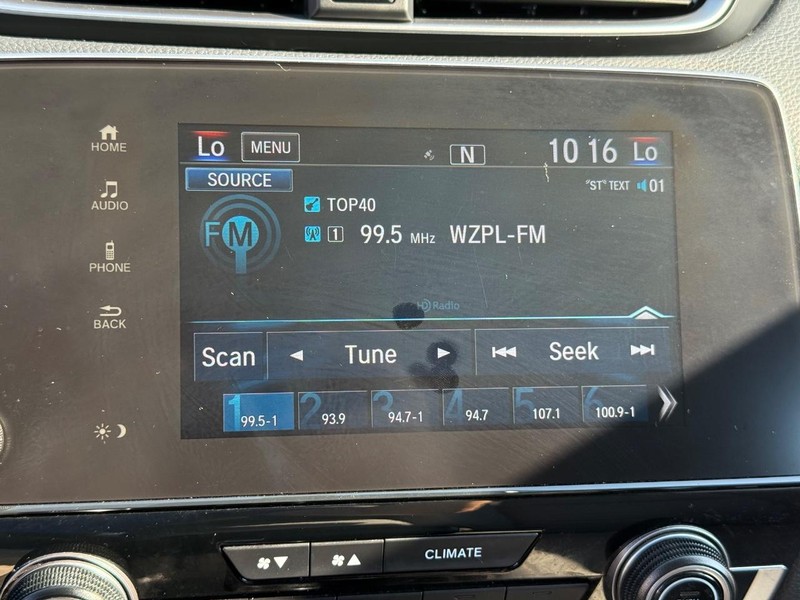 HOME
AUDIO
PHONE
BACK
Lo MENU N 10 16 Lo
SOURCE "ST" TEXT 01
TOP40
FM 1 99.5 MHz WZPL-FM
HD Radio
Scan Tune Seek
1 99.5-1 2 93.9 3 94.7-1 4 94.7 5 107.1 6 100.9-1
CLIMATE